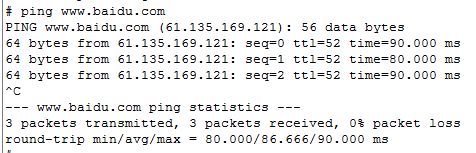 # ping www.baidu.com
PING www.baidu.com (61.135.169.121): 56 data bytes
64 bytes from 61.135.169.121: seq=0 ttl=52 time=90.000 ms
64 bytes from 61.135.169.121: seq=1 ttl=52 time=80.000 ms
64 bytes from 61.135.169.121: seq=2 ttl=52 time=90.000 ms
^C
--- www.baidu.com ping statistics ---
3 packets transmitted, 3 packets received, 0% packet loss
round-trip min/avg/max = 80.000/86.666/90.000 ms